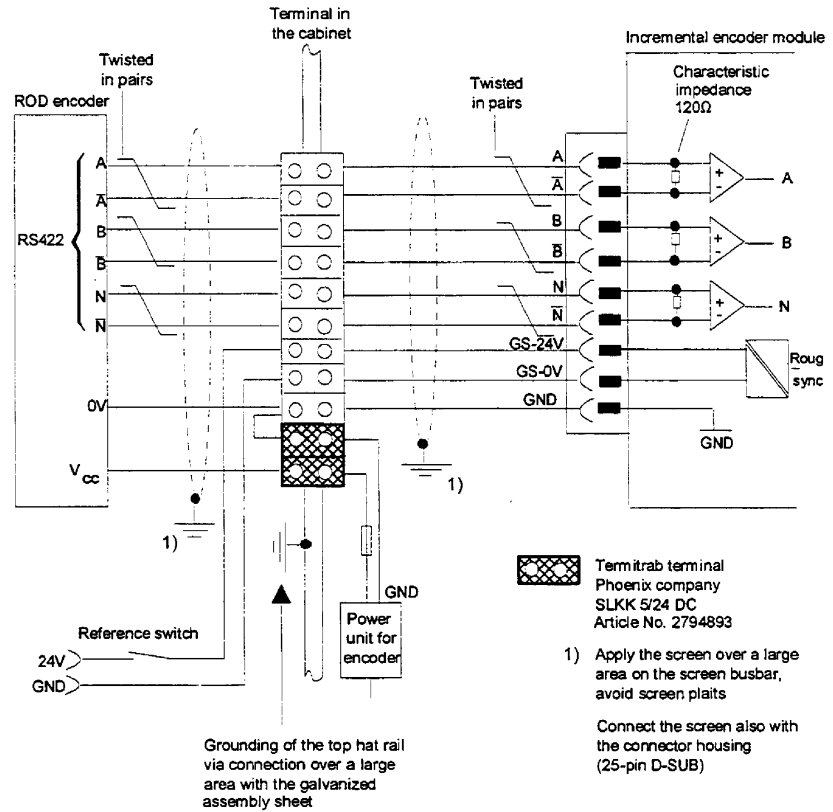 Terminal in
the cabinet
Incremental encoder module
Twisted
in pairs
Twisted
in pairs
Characteristic
impedance
120Ω
ROD encoder
RS422
A
A̅
B
B̅
N
N̅
0V
Vcc
A
A̅
B
B̅
N
N̅
GS-24V
GS-0V
GND
+
-
A
+
-
B
+
-
N
Roug
sync
GND
1)
1)
GND
Power
unit for
encoder
Reference switch
24V
GND
Termitrab terminal
Phoenix company
SLKK 5/24 DC
Article No. 2794893
1) Apply the screen over a large
area on the screen busbar,
avoid screen plaits
Connect the screen also with
the connector housing
(25-pin D-SUB)
Grounding of the top hat rail
via connection over a large
area with the galvanized
assembly sheet